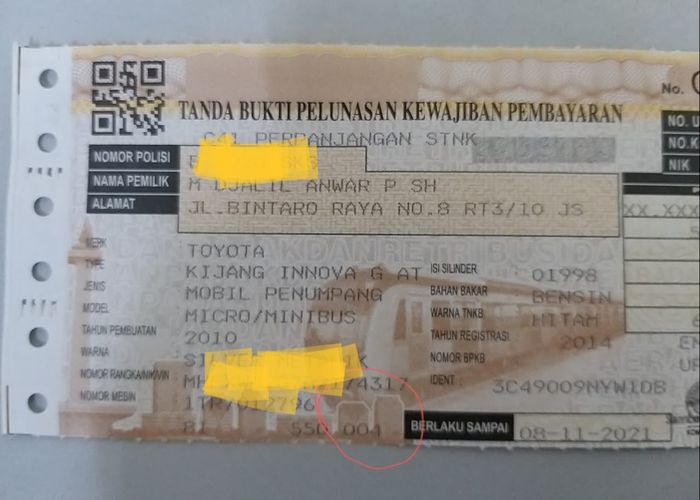 No.
TANDA BUKTI PELUNASAN KEWAJIBAN PEMBAYARAN
C41 PERPANJANGAN STNK
NO. U
NO.K
NIK
NOMOR POLISI
NAMA PEMILIK M DJALIL ANWAR P SH
ALAMAT JL.BINTARO RAYA NO.8 RT3/10 JS
XX.XXX
MERK TOYOTA
TYPE KIJANG INNOVA G AT ISI SILINDER 01998
JENIS MOBIL PENUMPANG BAHAN BAKAR BENSIN
MODEL MICRO/MINIBUS WARNA TNKB HITAM
TAHUN PEMBUATAN 2010 TAHUN REGISTRASI 2014
WARNA NOMOR BPKB
NOMOR RANGKA/NIK/VIN IDENT 3C49009NYWIDB
NOMOR MESIN
550 004 BERLAKU SAMPAI 08-11-2021